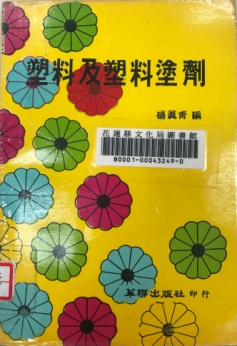 塑料及塑料塗劑
楊眞甯 編
花蓮縣文化局圖書館
80001-00043249-0
華聯出版社 印行